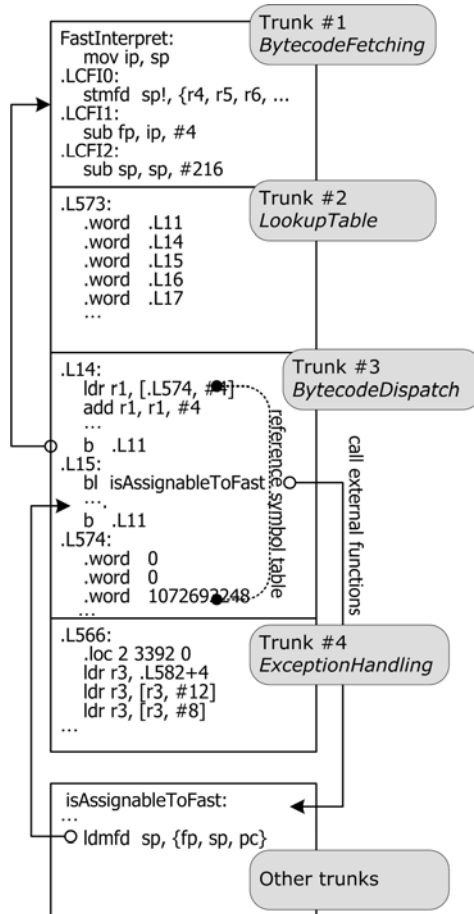 Trunk #1
BytecodeFetching
FastInterpret:
mov ip, sp
.LCFI0:
stmfd sp!, {r4, r5, r6, ...
.LCFI1:
sub fp, ip, #4
.LCFI2:
sub sp, sp, #216
Trunk #2
LookupTable
.L573:
.word .L11
.word .L14
.word .L15
.word .L16
.word .L17
...
Trunk #3
BytecodeDispatch
.L14:
ldr r1, [.L574, #4]
add r1, r1, #4
...
b .L11
.L15:
bl isAssignableToFast
....
b .L11
.L574:
.word 0
.word 0
.word 1072693248
...
reference symbol table
call external functions
Trunk #4
ExceptionHandling
.L566:
.loc 2 3392 0
ldr r3, .L582+4
ldr r3, [r3, #12]
ldr r3, [r3, #8]
...
isAssignableToFast:
...
ldmfd sp, {fp, sp, pc}
Other trunks